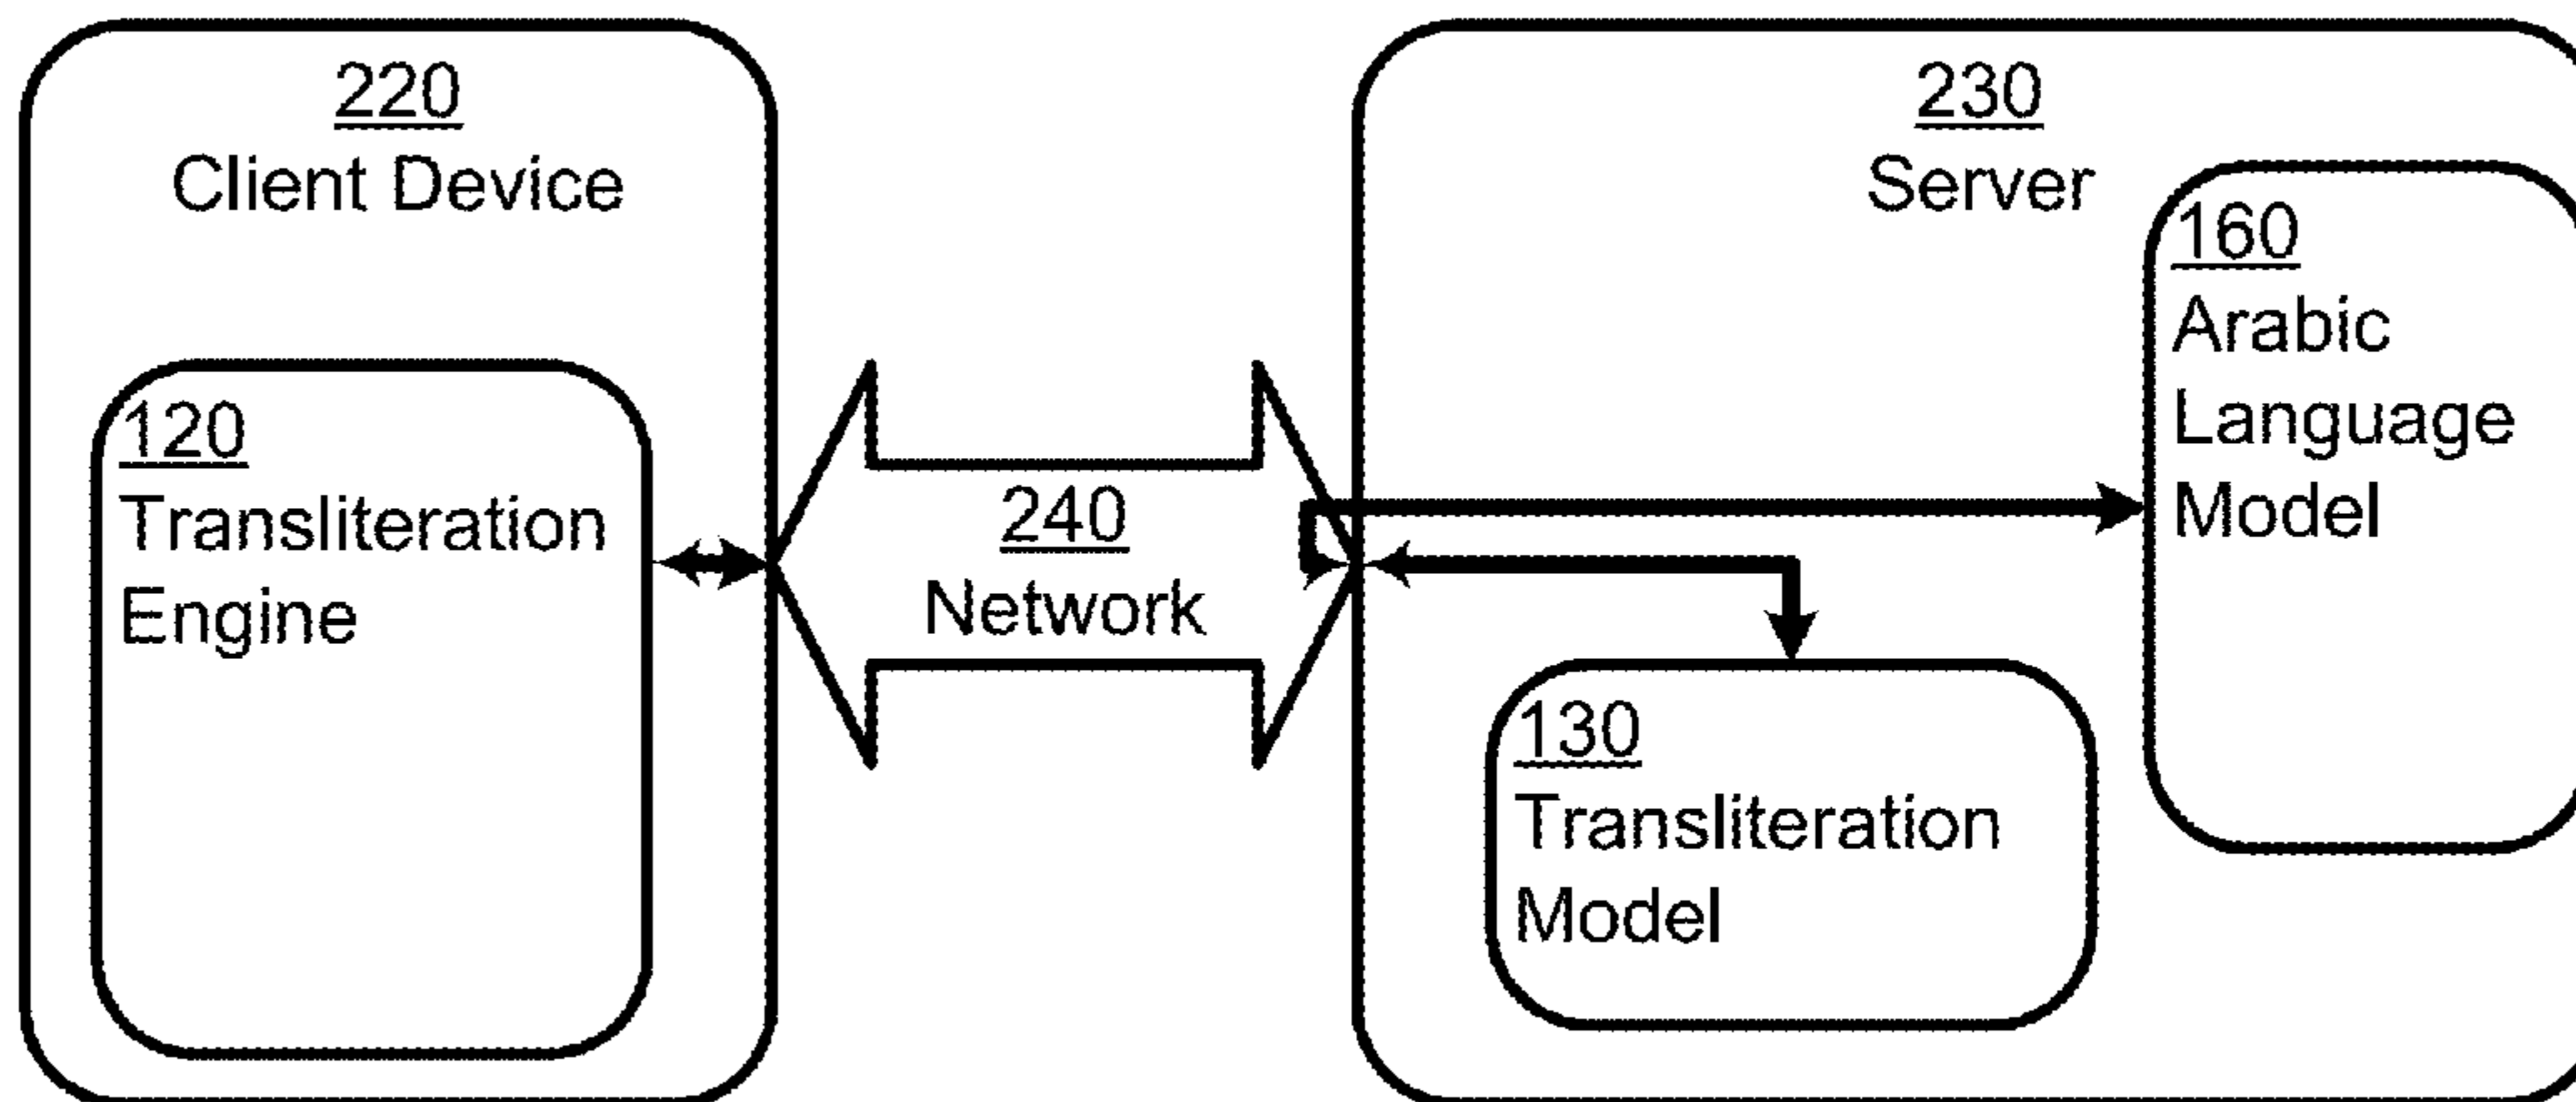 220
Client Device
120
Transliteration
Engine
240
Network
230
Server
160
Arabic
Language
Model
130
Transliteration
Model